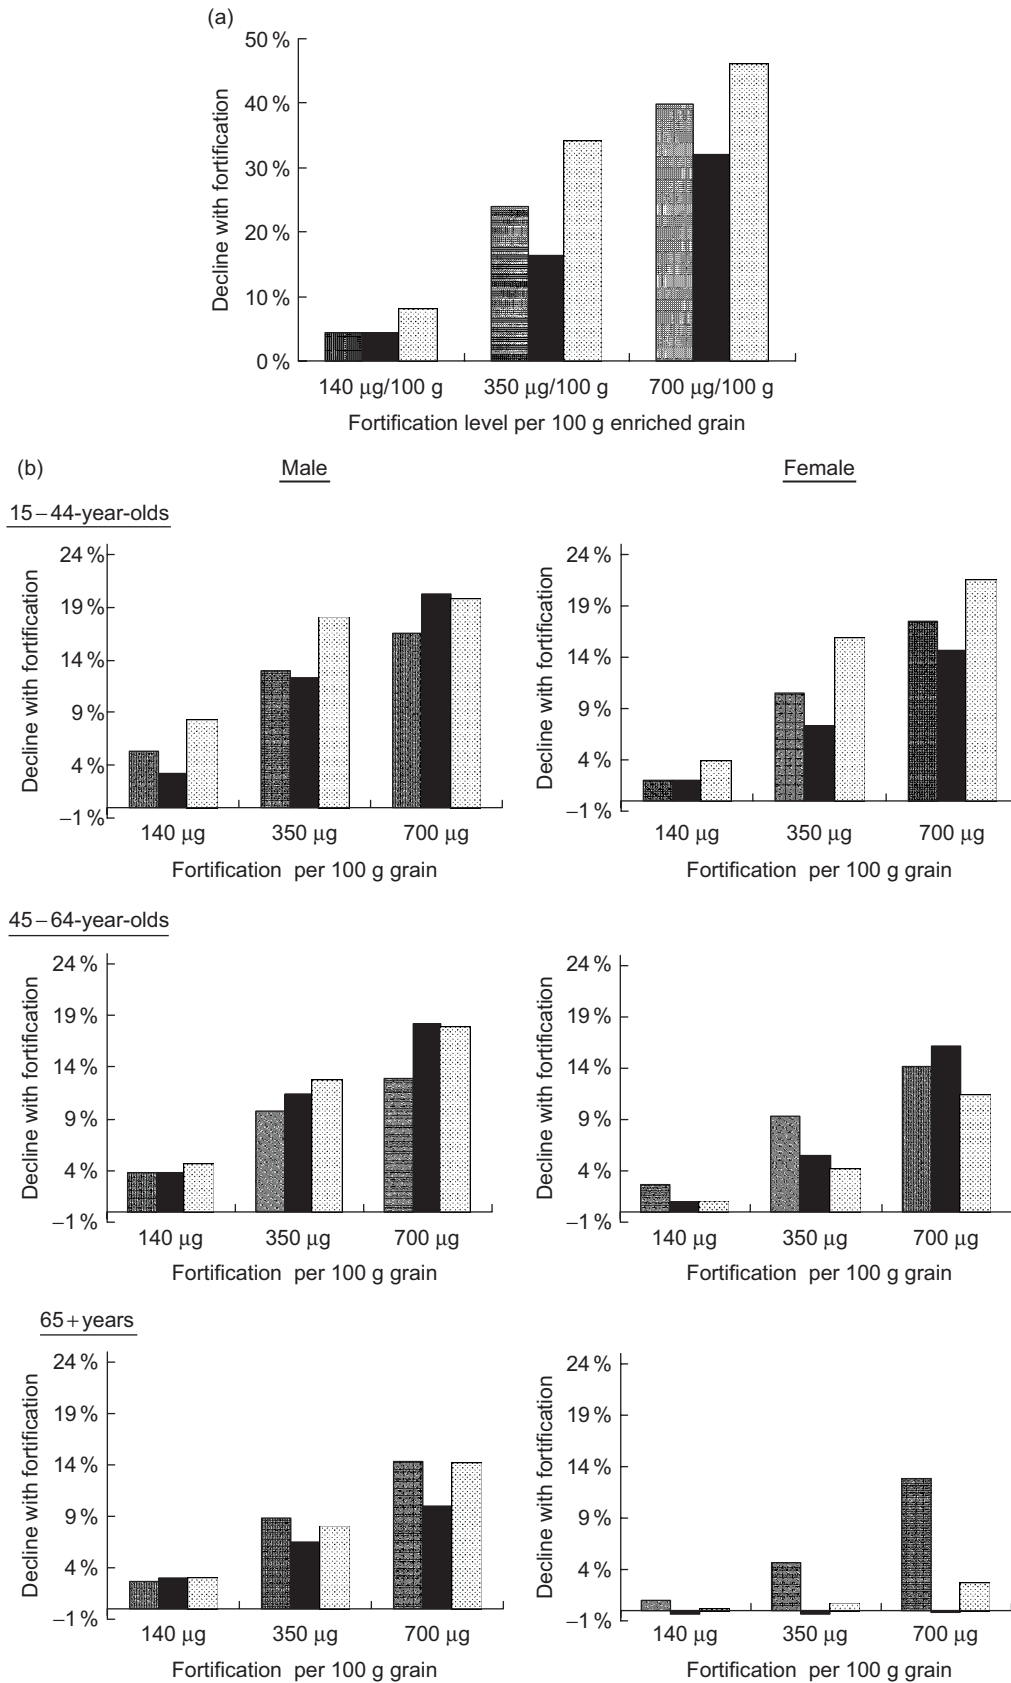 (a)
50 %
40 %
30 %
20 %
10 %
0 %
Decline with fortification
140 µg/100 g 350 µg/100 g 700 µg/100 g
Fortification level per 100 g enriched grain
(b) Male Female
15–44-year-olds
24 %
19 %
14 %
9 %
4 %
–1 %
Decline with fortification
140 µg 350 µg 700 µg
Fortification per 100 g grain
24 %
19 %
14 %
9 %
4 %
–1 %
Decline with fortification
140 µg 350 µg 700 µg
Fortification per 100 g grain
45–64-year-olds
24 %
19 %
14 %
9 %
4 %
–1 %
Decline with fortification
140 µg 350 µg 700 µg
Fortification per 100 g grain
24 %
19 %
14 %
9 %
4 %
–1 %
Decline with fortification
140 µg 350 µg 700 µg
Fortification per 100 g grain
65+years
24 %
19 %
14 %
9 %
4 %
–1 %
Decline with fortification
140 µg 350 µg 700 µg
Fortification per 100 g grain
24 %
19 %
14 %
9 %
4 %
–1 %
Decline with fortification
140 µg 350 µg 700 µg
Fortification per 100 g grain